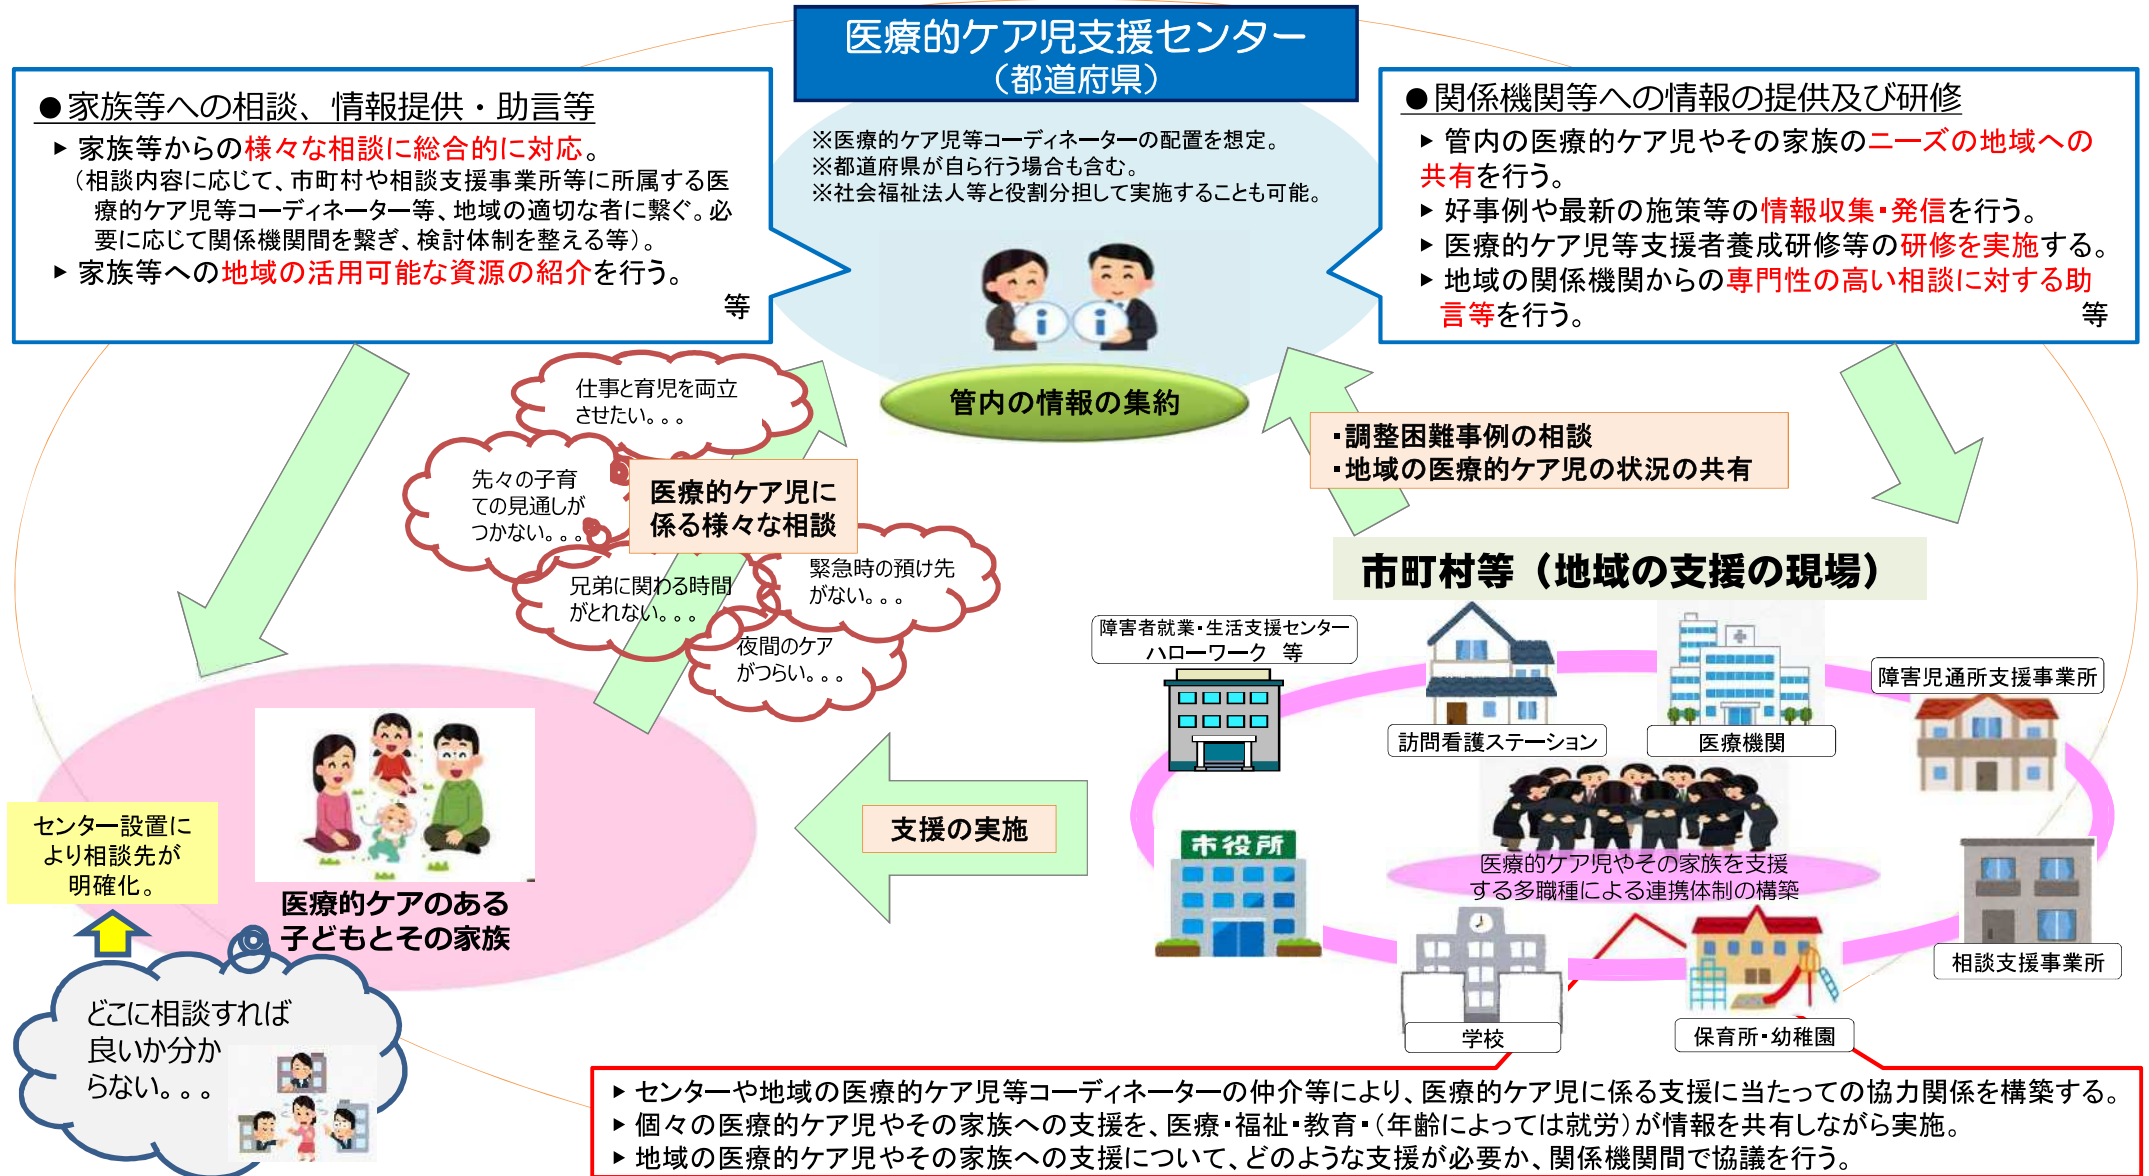 医療的ケア児支援センター
（都道府県）
●家族等への相談、情報提供・助言等
▶ 家族等からの様々な相談に総合的に対応。
（相談内容に応じて、市町村や相談支援事業所等に所属する医
療的ケア児等コーディネーター等、地域の適切な者に繋ぐ。必
要に応じて関係機関間を繋ぎ、検討体制を整える等）。
▶ 家族等への地域の活用可能な資源の紹介を行う。
等
※医療的ケア児等コーディネーターの配置を想定。
※都道府県が自ら行う場合も含む。
※社会福祉法人等と役割分担して実施することも可能。
i i
管内の情報の集約
●関係機関等への情報の提供及び研修
▶ 管内の医療的ケア児やその家族のニーズの地域への
共有を行う。
▶ 好事例や最新の施策等の情報収集・発信を行う。
▶ 医療的ケア児等支援者養成研修等の研修を実施する。
▶ 地域の関係機関からの専門性の高い相談に対する助
言等を行う。
等
仕事と育児を両立
させたい。。。
先々の子育
ての見通しが
つかない。。。
医療的ケア児に
係る様々な相談
兄弟に関わる時間
がとれない。。。
緊急時の預け先
がない。。。
夜間のケア
がつらい。。。
・調整困難事例の相談
・地域の医療的ケア児の状況の共有
市町村等（地域の支援の現場）
障害者就業・生活支援センター
ハローワーク 等
訪問看護ステーション
医療機関
障害児通所支援事業所
市役所
医療的ケア児やその家族を支援
する多職種による連携体制の構築
相談支援事業所
学校
保育所・幼稚園
支援の実施
医療的ケアのある
子どもとその家族
センター設置に
より相談先が
明確化。
どこに相談すれば
良いか分か
らない。。。
▶ センターや地域の医療的ケア児等コーディネーターの仲介等により、医療的ケア児に係る支援に当たっての協力関係を構築する。
▶ 個々の医療的ケア児やその家族への支援を、医療・福祉・教育・（年齢によっては就労）が情報を共有しながら実施。
▶ 地域の医療的ケア児やその家族への支援について、どのような支援が必要か、関係機関間で協議を行う。